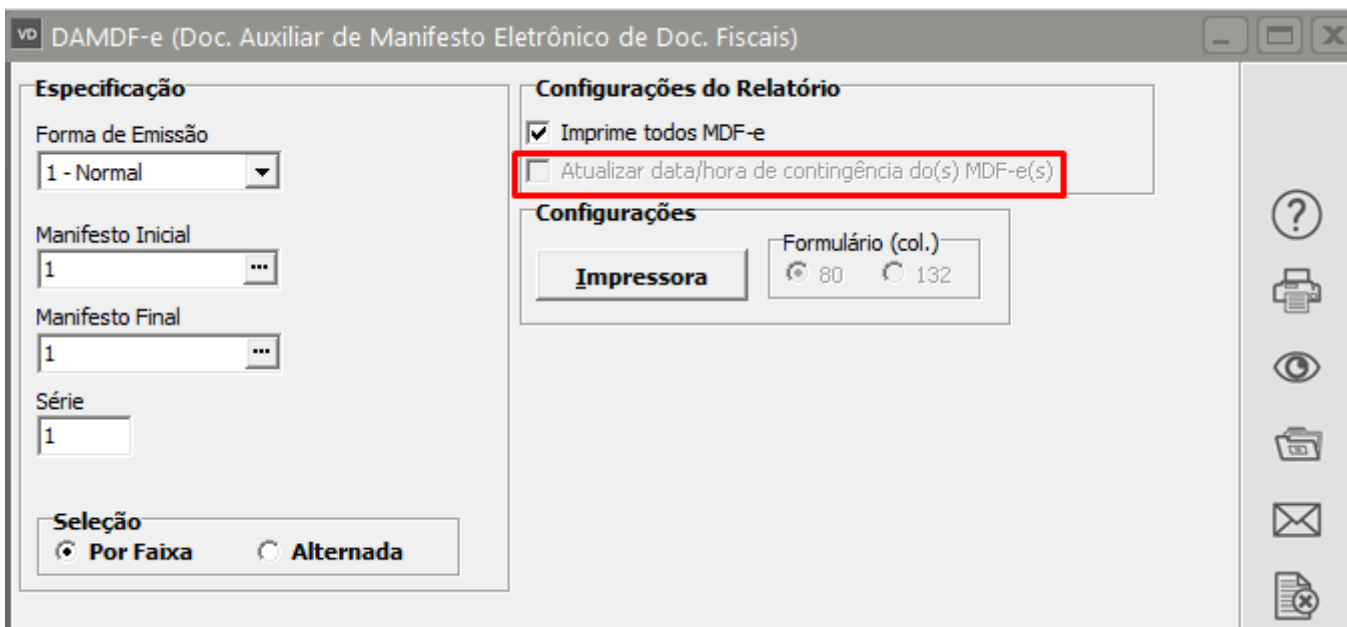 VD DAMDF-e (Doc. Auxiliar de Manifesto Eletrônico de Doc. Fiscais)
Especificação
Forma de Emissão
1 - Normal
Manifesto Inicial
1 ...
Manifesto Final
1 ...
Série
1
Seleção
Por Faixa Alternada
Configurações do Relatório
Imprime todos MDF-e
Atualizar data/hora de contingência do(s) MDF-e(s)
Configurações
Impressora
Formulário (col.)
80 132
?